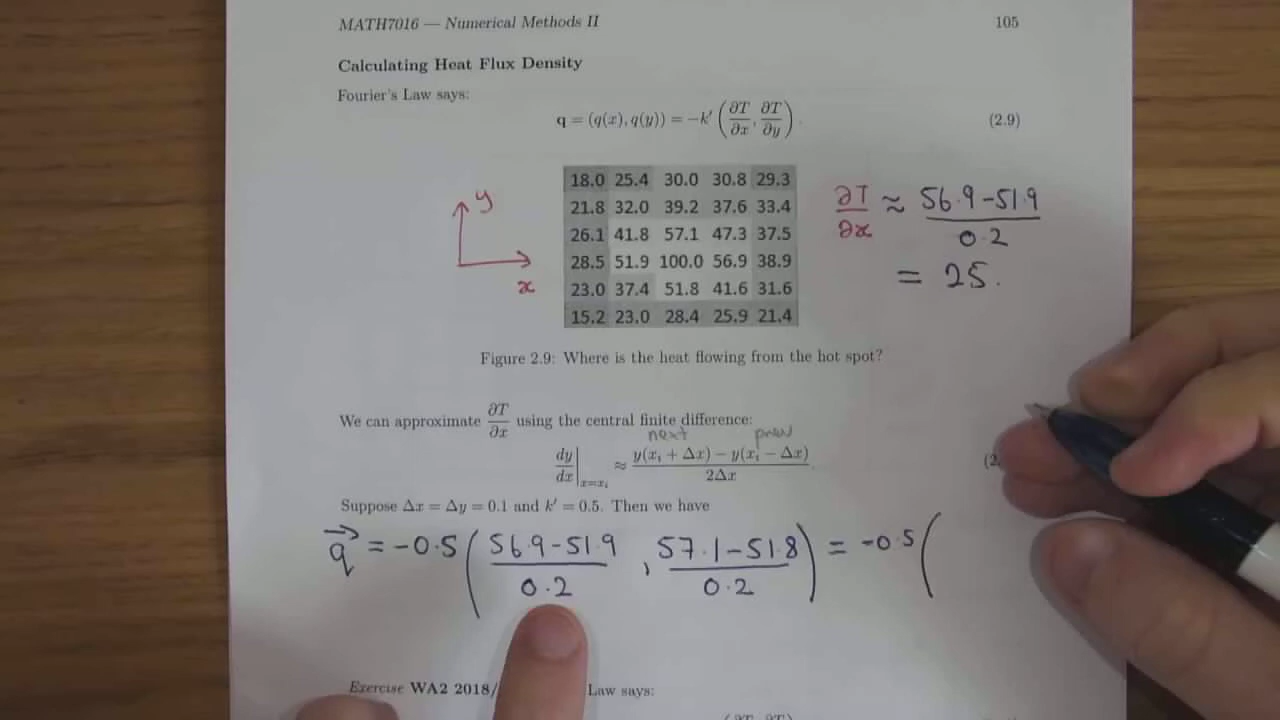 MATH7016 — Numerical Methods II 105
Calculating Heat Flux Density
Fourier's Law says:
q = (q(x), q(y)) = −k′ (∂T/∂x, ∂T/∂y). (2.9)
y
x
18.0 25.4 30.0 30.8 29.3
21.8 32.0 39.2 37.6 33.4
26.1 41.8 57.1 47.3 37.5
28.5 51.9 100.0 56.9 38.9
23.0 37.4 51.8 41.6 31.6
15.2 23.0 28.4 25.9 21.4
∂T/∂x ≈ (56.9 − 51.9)/0.2
= 25.
Figure 2.9: Where is the heat flowing from the hot spot?
We can approximate ∂T/∂x using the central finite difference:
next prev
dy/dx|x=xᵢ ≈ (y(xᵢ + Δx) − y(xᵢ − Δx))/2Δx (2.
Suppose Δx = Δy = 0.1 and k′ = 0.5. Then we have
q⃗ = −0.5 ((56.9 − 51.9)/0.2, (57.1 − 51.8)/0.2) = −0.5 (
Exercise WA2 2018/ Law says: